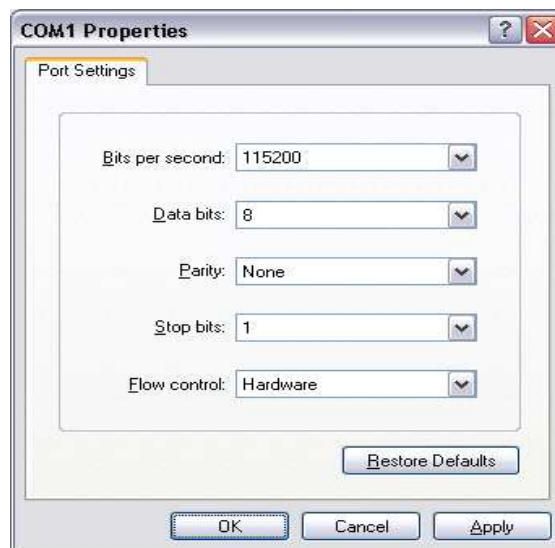 COM1 Properties
Port Settings
Bits per second: 115200
Data bits: 8
Parity: None
Stop bits: 1
Flow control: Hardware
Restore Defaults
OK Cancel Apply